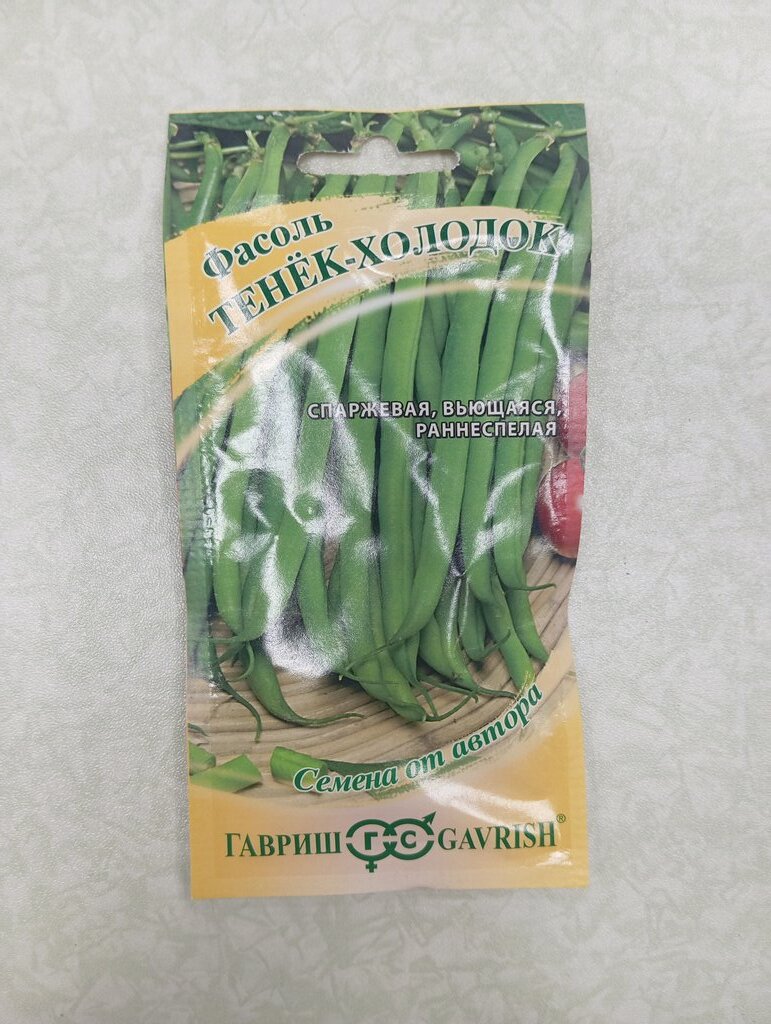 Фасоль
ТЕНЁК-ХОЛОДОК
СПАРЖЕВАЯ, ВЬЮЩАЯСЯ,
РАННЕСПЕЛАЯ
Семена от автора
ГАВРИШ ГС GAVRISH®